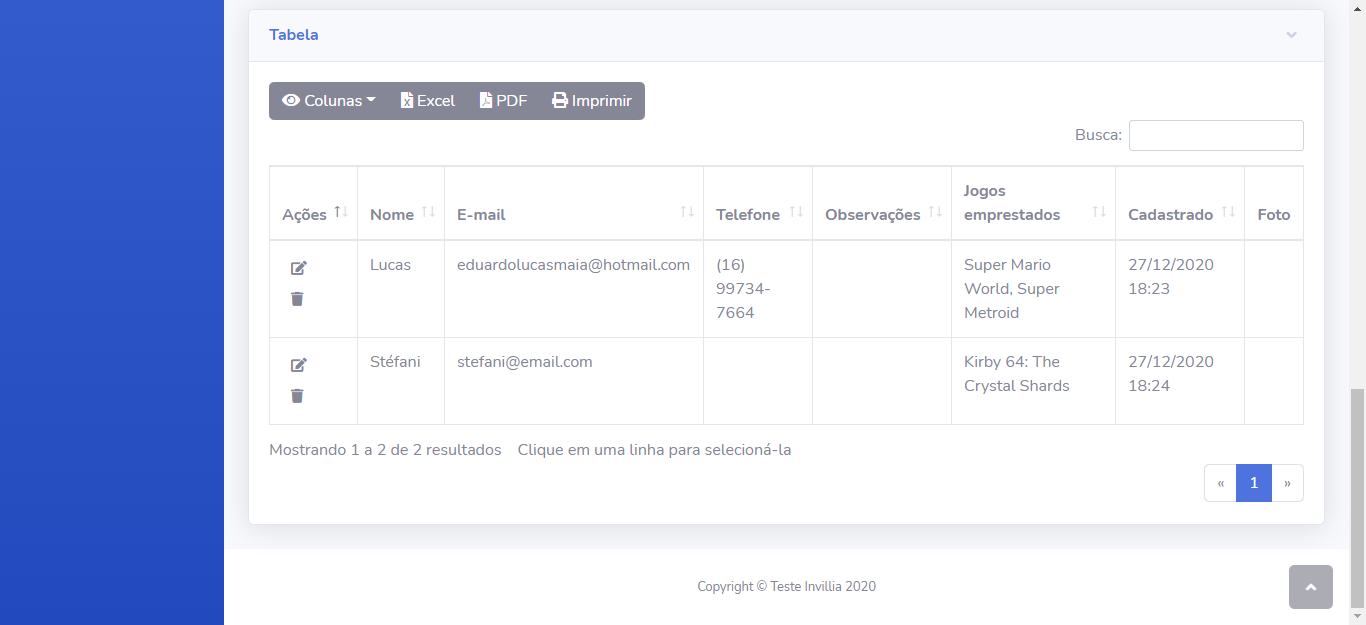 Tabela
Colunas Excel PDF Imprimir
Busca:
Ações Nome E-mail Telefone Observações Jogos emprestados Cadastrado Foto
Lucas eduardolucasmaia@hotmail.com (16) 99734-7664 Super Mario World, Super Metroid 27/12/2020 18:23
Stéfani stefani@email.com Kirby 64: The Crystal Shards 27/12/2020 18:24
Mostrando 1 a 2 de 2 resultados Clique em uma linha para selecioná-la
« 1 »
Copyright © Teste Invillia 2020